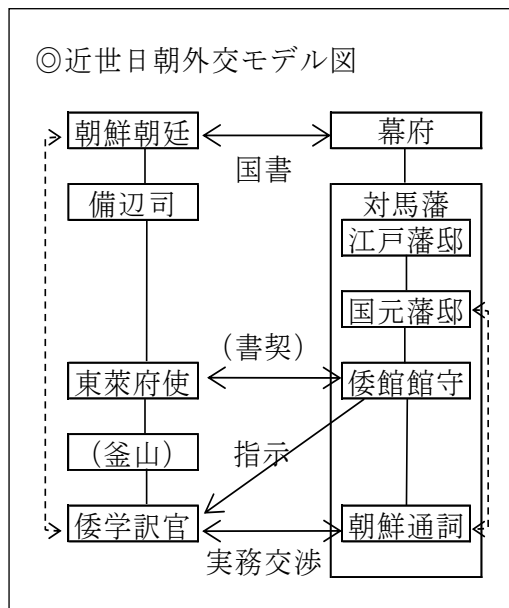 ◎近世日朝外交モデル図
朝鮮朝廷
幕府
国書
備辺司
対馬藩
江戸藩邸
国元藩邸
(書契)
東萊府使
倭館館守
(釜山)
指示
倭学訳官
朝鮮通詞
実務交渉